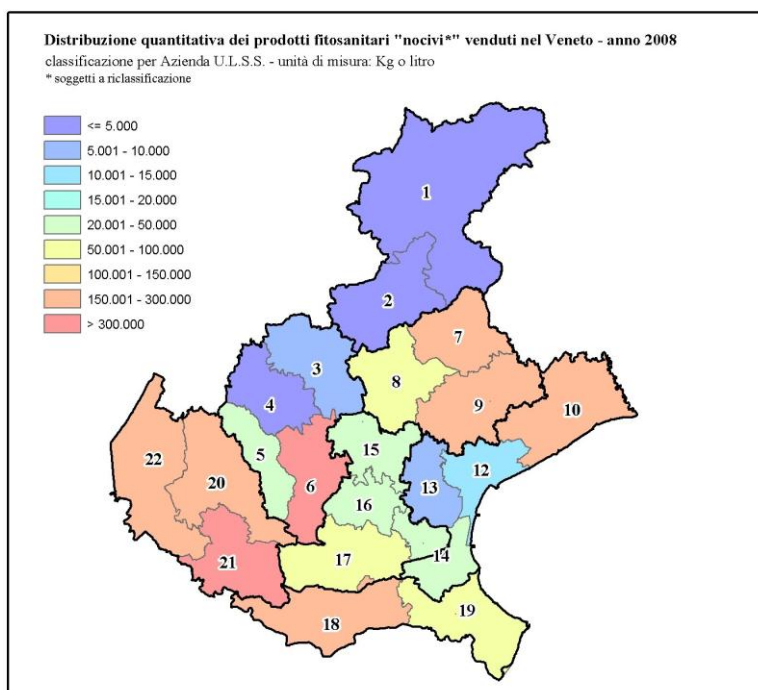 Distribuzione quantitativa dei prodotti fitosanitari "nocivi*" venduti nel Veneto - anno 2008
classificazione per Azienda U.L.S.S. - unità di misura: Kg o litro
* soggetti a riclassificazione
<= 5.000
5.001 - 10.000
10.001 - 15.000
15.001 - 20.000
20.001 - 50.000
50.001 - 100.000
100.001 - 150.000
150.001 - 300.000
> 300.000
1
2
7
3
8
4
9
10
15
5
22
12
20
6
13
16
14
17
21
19
18